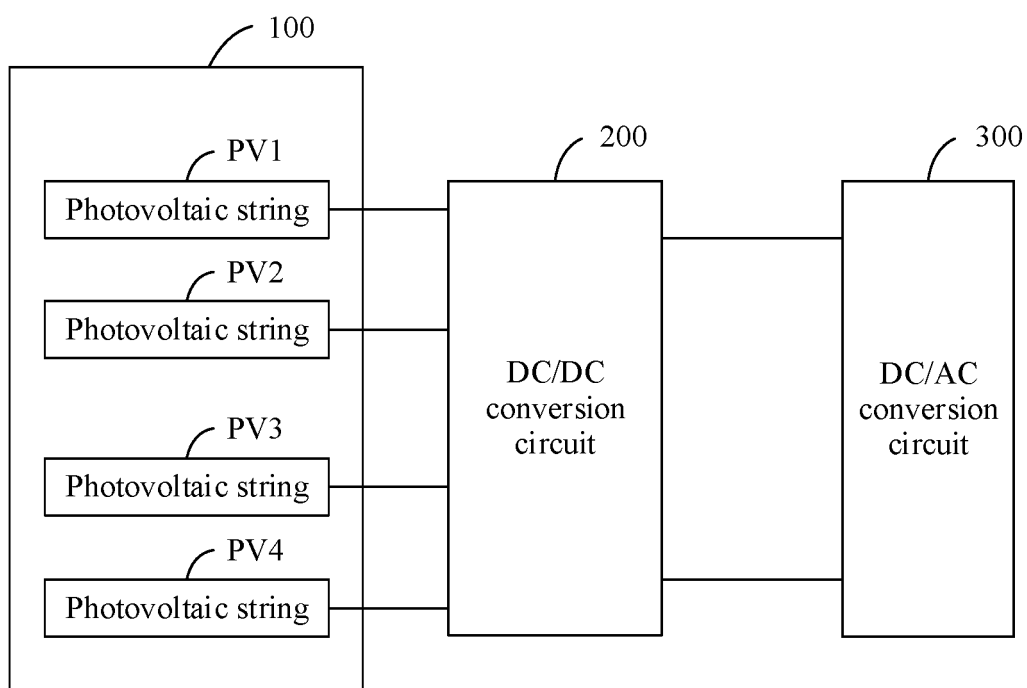 100
PV1
Photovoltaic string
PV2
Photovoltaic string
PV3
Photovoltaic string
PV4
Photovoltaic string
200
DC/DC
conversion
circuit
300
DC/AC
conversion
circuit